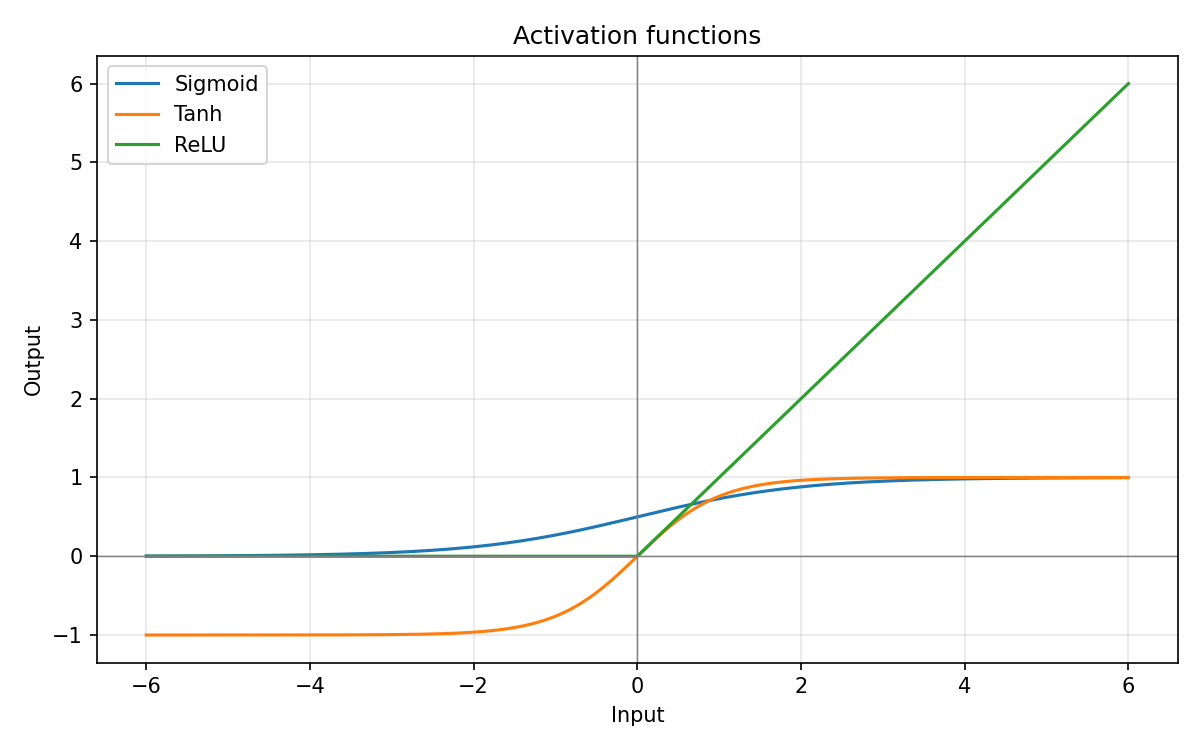 Activation functions
Sigmoid
Tanh
ReLU
6
5
4
3
2
1
0
−1
Output
−6 −4 −2 0 2 4 6
Input